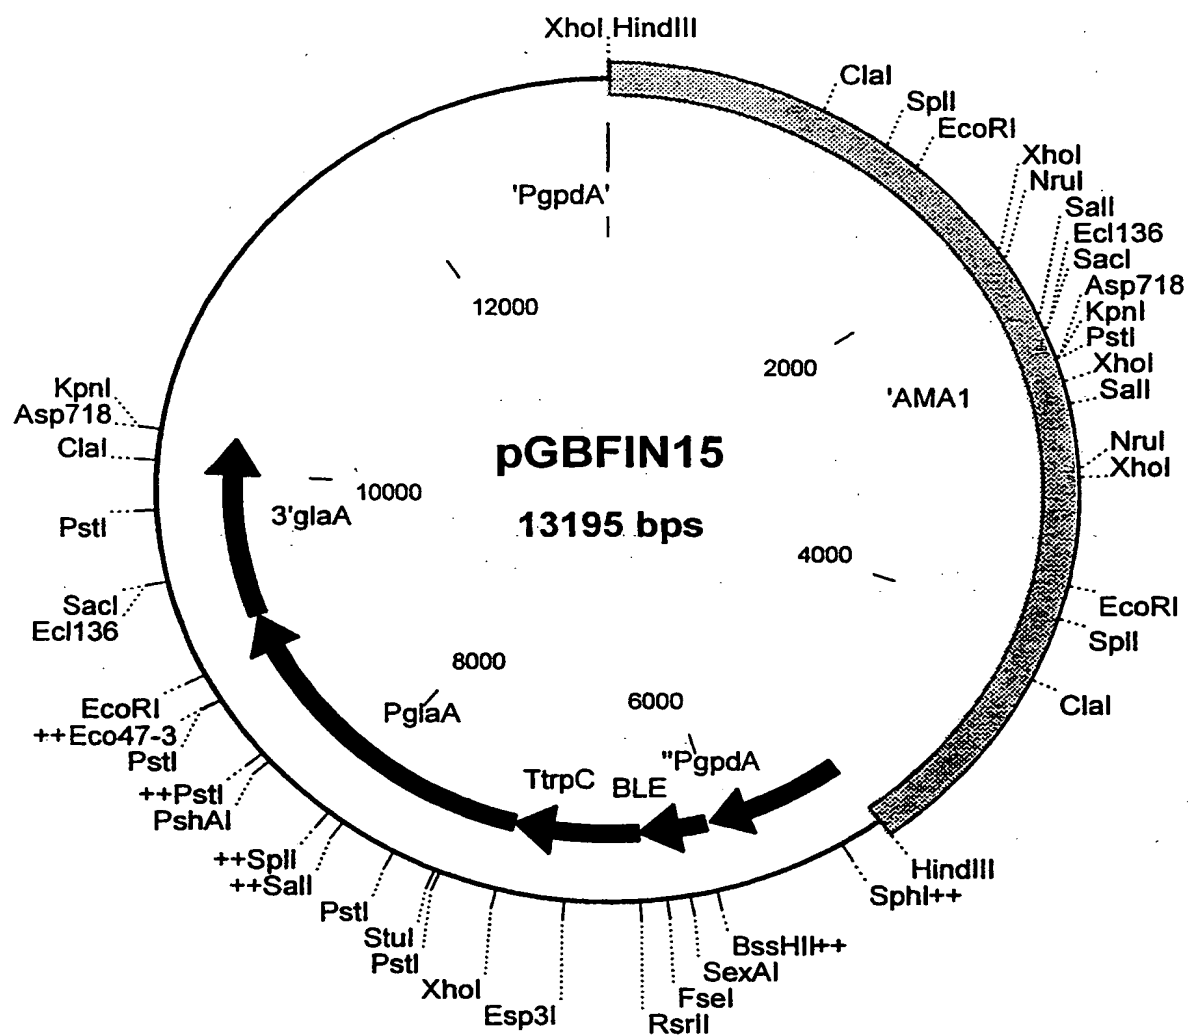 XhoI HindIII
ClaI
SplI
EcoRI
XhoI
NruI
SalI
Ecl136
SacI
Asp718
KpnI
PstI
XhoI
SalI
NruI
XhoI
EcoRI
SplI
ClaI
HindIII
SphI++
BssHII++
SexAI
FseI
RsrII
Esp3I
XhoI
PstI
StuI
PstI
++SalI
++SplI
PshAI
++PstI
PstI
++Eco47-3
EcoRI
Ecl136
SacI
PstI
ClaI
Asp718
KpnI
'PgpdA'
12000
2000
'AMA1
pGBFIN15
13195 bps
10000
3'glaA
4000
8000
6000
PglaA
"PgpdA
TtrpC
BLE